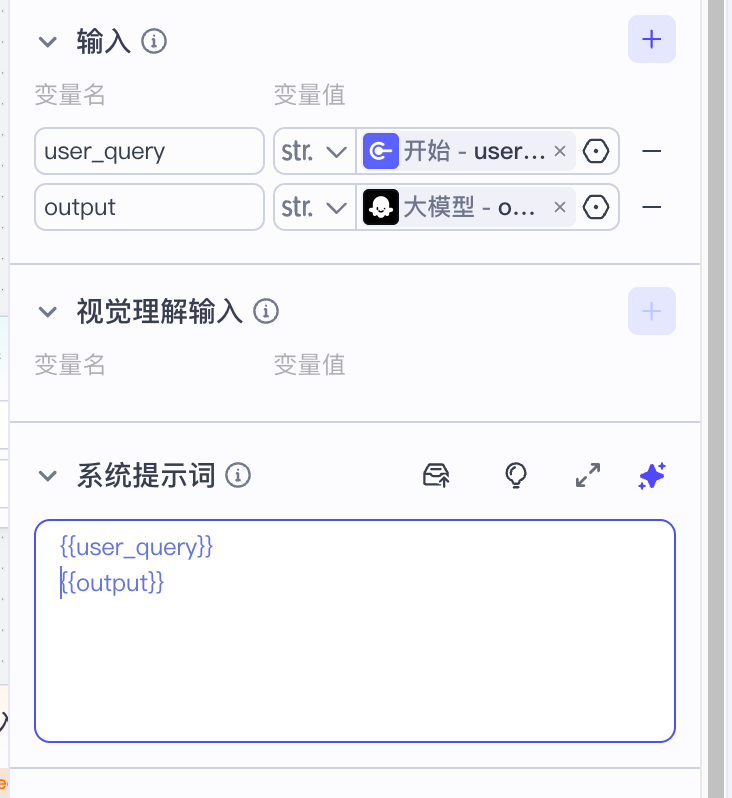 输入
变量名 变量值
user_query str. 开始 - user...
output str. 大模型 - o...
视觉理解输入
变量名 变量值
系统提示词
{{user_query}}
{{output}}